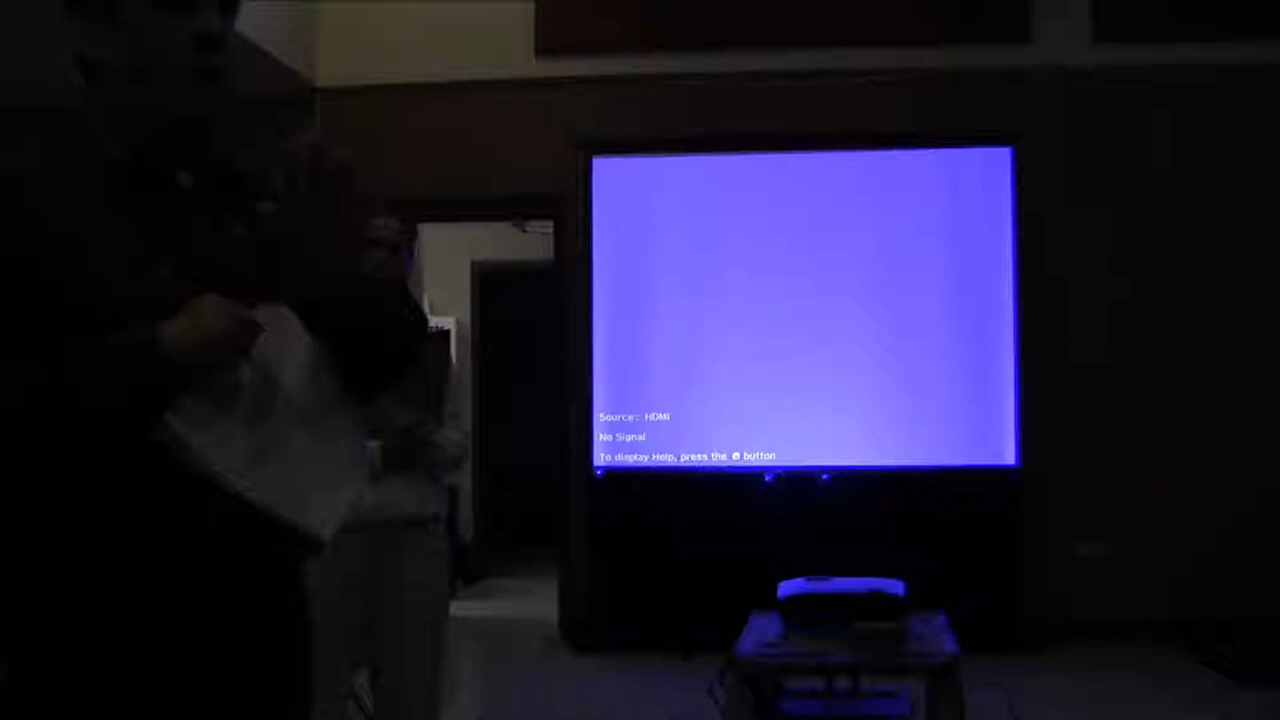 Source: HDMI
No Signal
To display Help, press the button